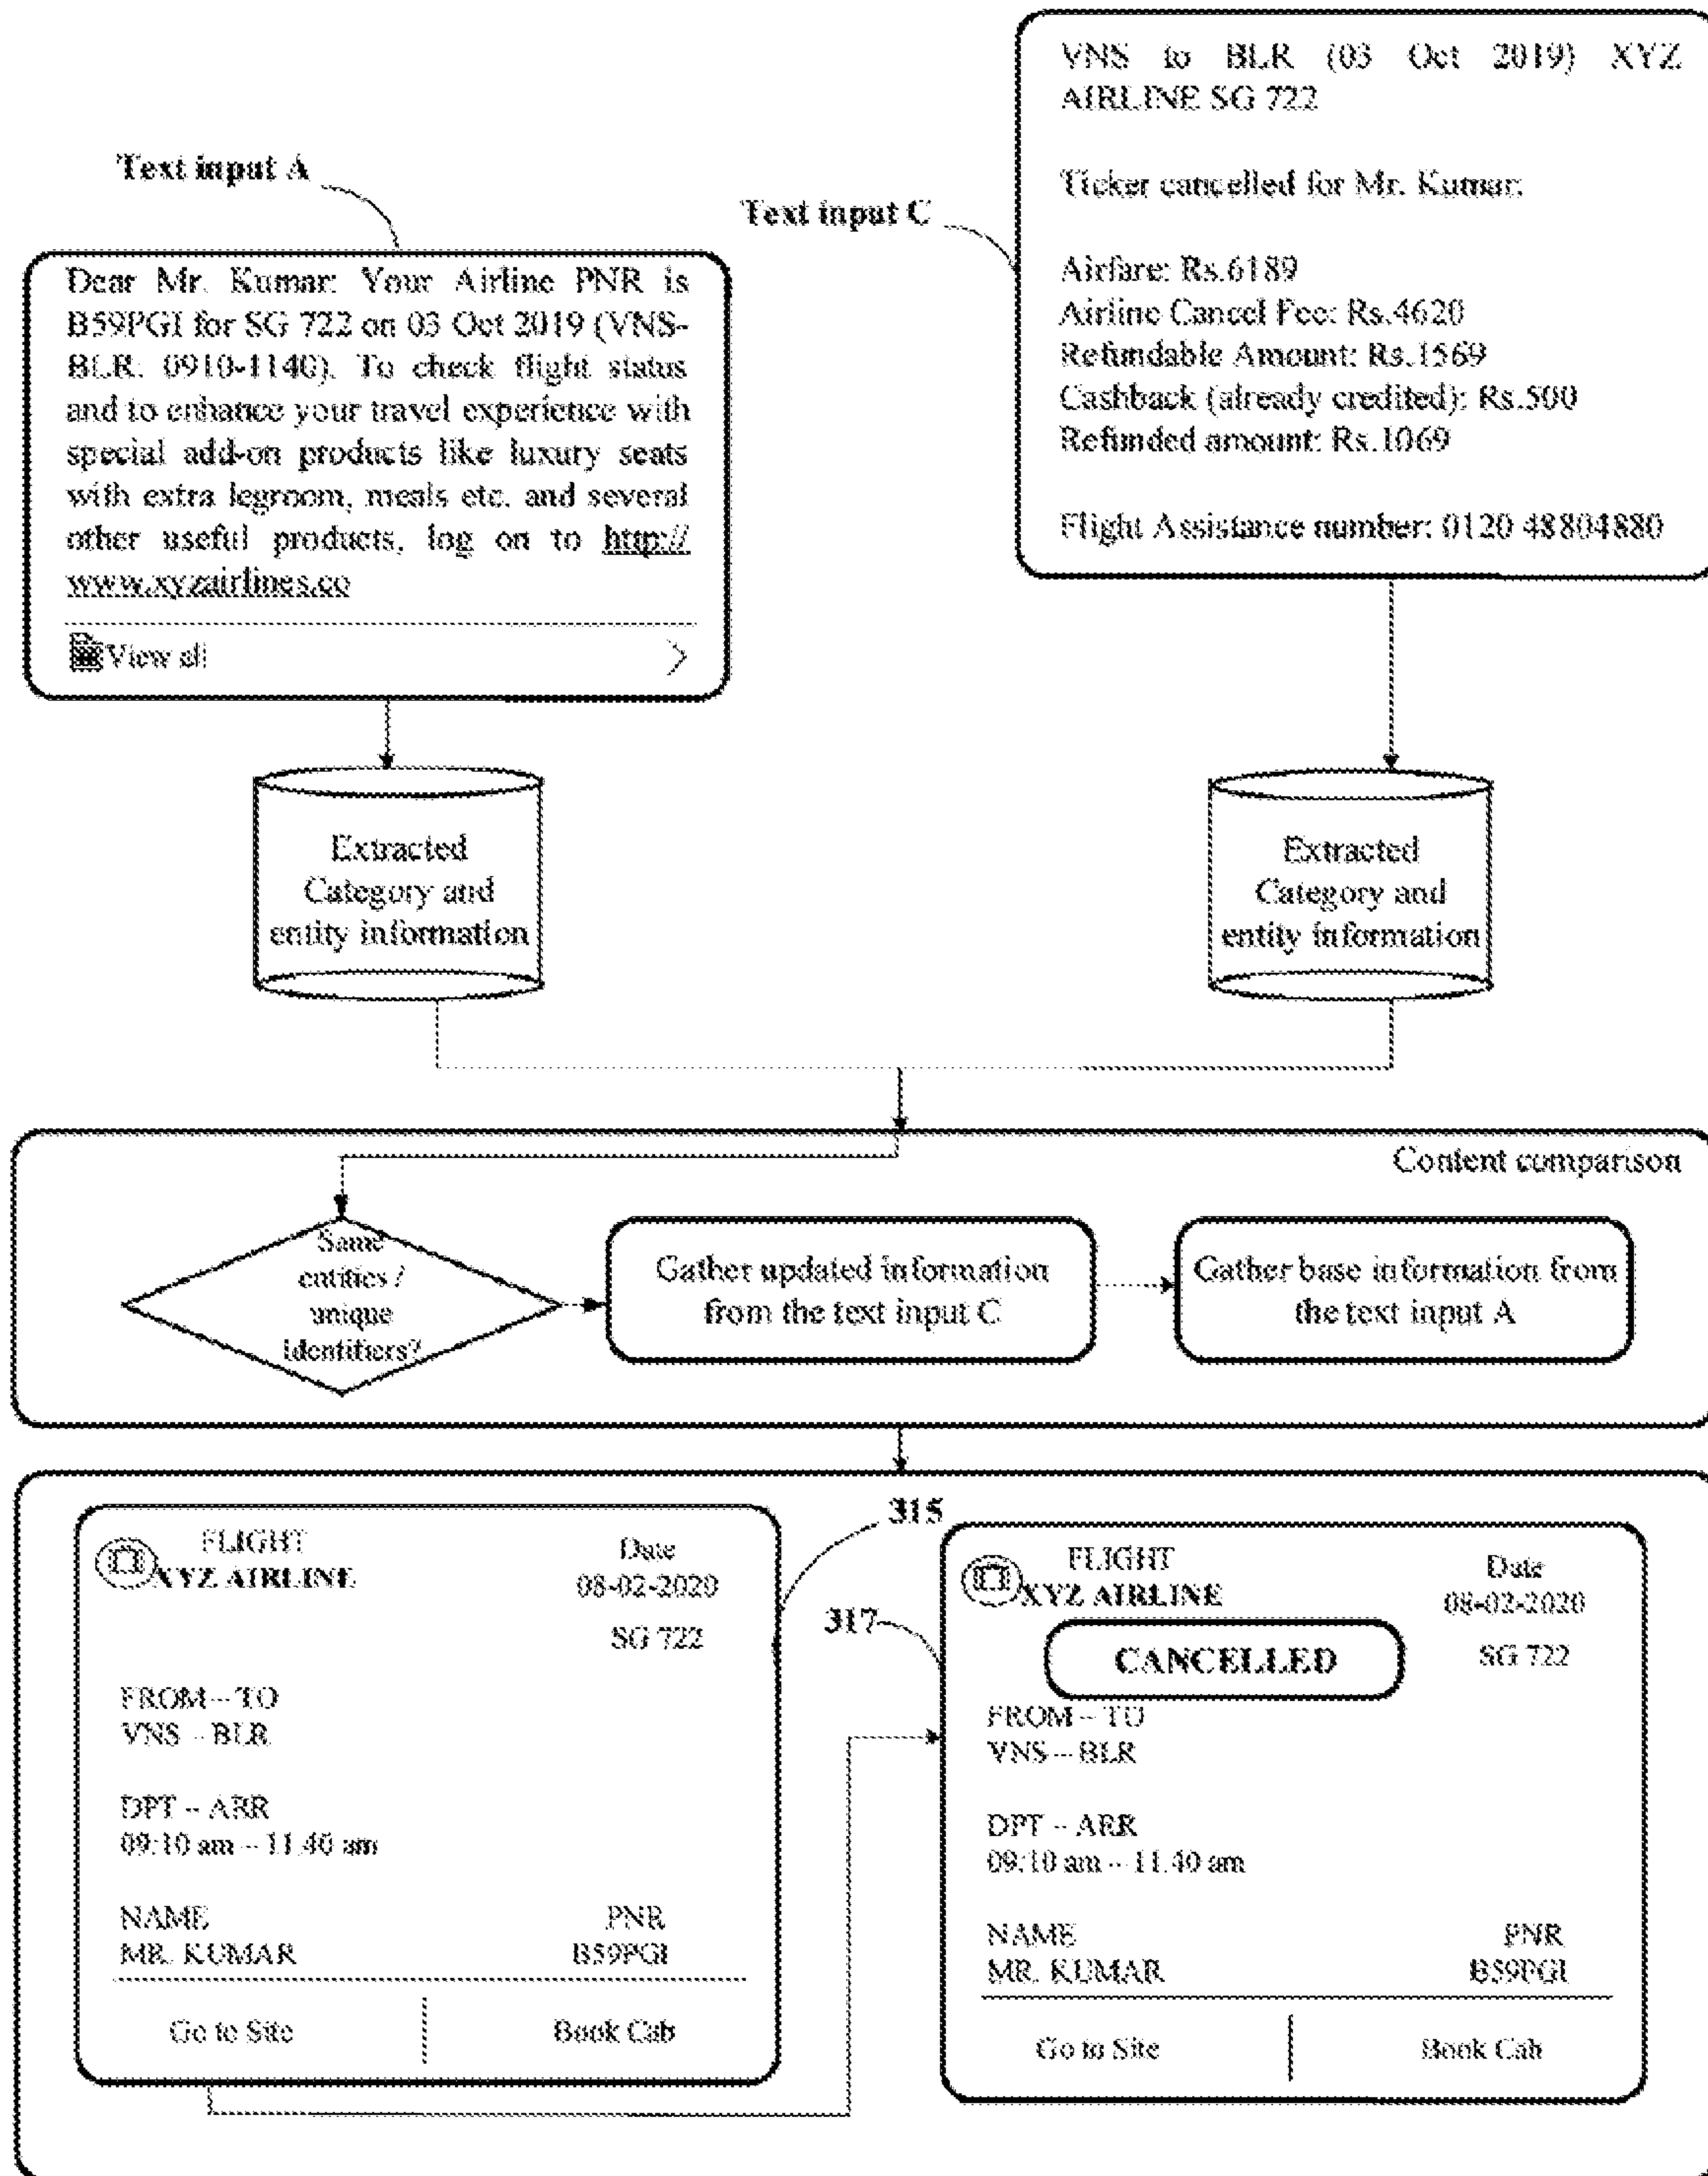 Text input A
Dear Mr. Kumar: Your Airline PNR is
B59PGI for SG 722 on 03 Oct 2019 (VNS-
BLR: 0910-1140). To check flight status
and to enhance your travel experience with
special add-on products like luxury seats
with extra legroom, meals etc. and several
other useful products, log on to http://
www.xyzairlines.co
View all
Text input C
VNS to BLR (03 Oct 2019) XYZ
AIRLINE SG 722
Ticker cancelled for Mr. Kumar:
Airfare: Rs.6189
Airline Cancel Fee: Rs.4620
Refundable Amount: Rs.1569
Cashback (already credited): Rs.500
Refunded amount: Rs.1069
Flight Assistance number: 0120 48804880
Extracted
Category and
entity information
Extracted
Category and
entity information
Content comparison
Same
entities /
unique
identifiers?
Gather updated information
from the text input C
Gather base information from
the text input A
315
FLIGHT
XYZ AIRLINE
Date
08-02-2020
SG 722
FROM -- TO
VNS -- BLR
DPT -- ARR
09:10 am -- 11.40 am
NAME
MR. KUMAR
PNR
B59PGI
Go to Site
Book Cab
317
FLIGHT
XYZ AIRLINE
Date
08-02-2020
CANCELLED
SG 722
FROM -- TO
VNS -- BLR
DPT -- ARR
09:10 am -- 11.40 am
NAME
MR. KUMAR
PNR
B59PGI
Go to Site
Book Cab